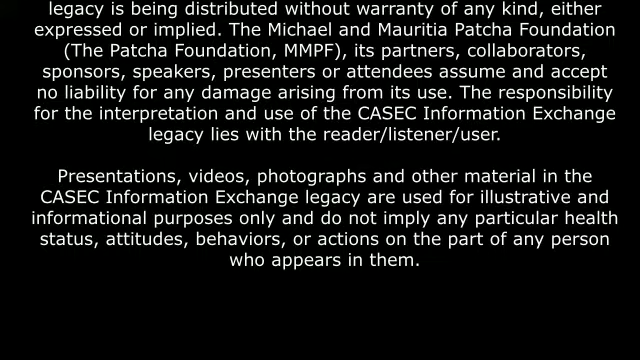 legacy is being distributed without warranty of any kind, either
expressed or implied. The Michael and Mauritia Patcha Foundation
(The Patcha Foundation, MMPF), its partners, collaborators,
sponsors, speakers, presenters or attendees assume and accept
no liability for any damage arising from its use. The responsibility
for the interpretation and use of the CASEC Information Exchange
legacy lies with the reader/listener/user.
Presentations, videos, photographs and other material in the
CASEC Information Exchange legacy are used for illustrative and
informational purposes only and do not imply any particular health
status, attitudes, behaviors, or actions on the part of any person
who appears in them.